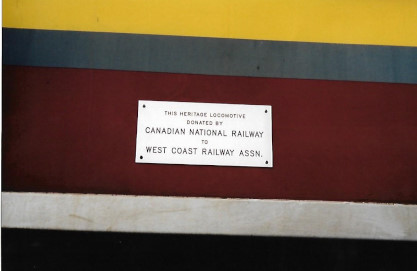 THIS HERITAGE LOCOMOTIVE
DONATED BY
CANADIAN NATIONAL RAILWAY
TO
WEST COAST RAILWAY ASSN.